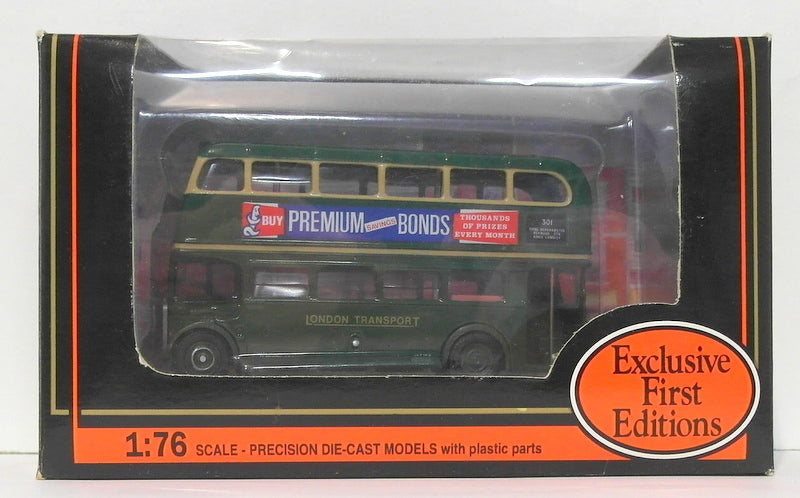 BUY PREMIUM SAVINGS BONDS
THOUSANDS
OF PRIZES
EVERY MONTH
301
LONDON TRANSPORT
Exclusive
First
Editions
1:76 SCALE - PRECISION DIE-CAST MODELS with plastic parts